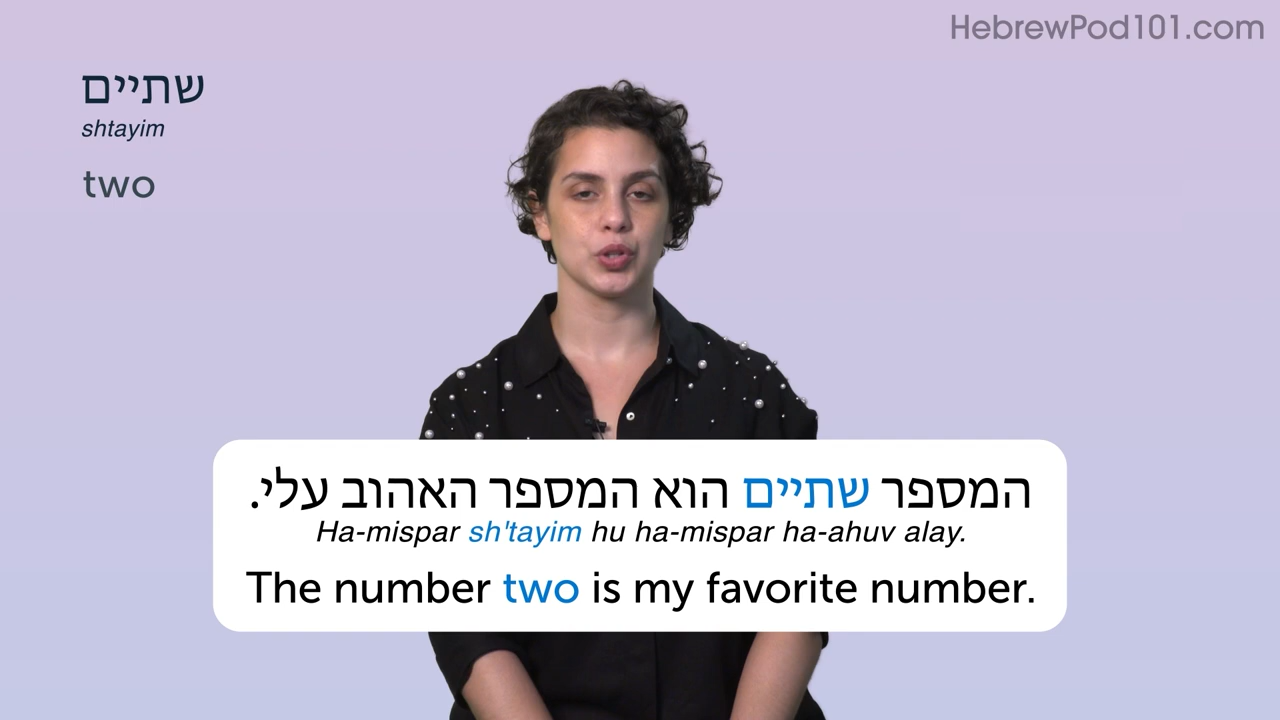 HebrewPod101.com
שתיים
shtayim
two
המספר שתיים הוא המספר האהוב עלי.
Ha-mispar sh'tayim hu ha-mispar ha-ahuv alay.
The number two is my favorite number.